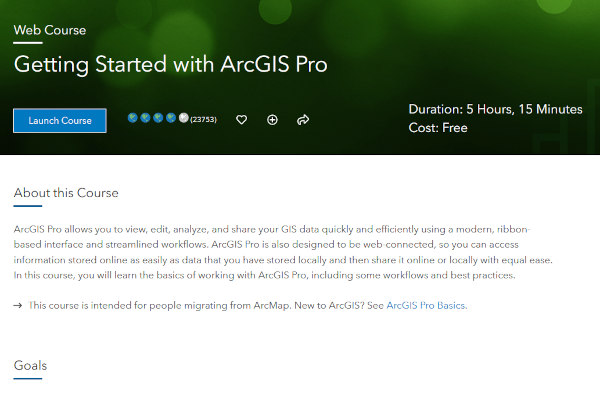 Web Course
Getting Started with ArcGIS Pro
Launch Course
(23753)
Duration: 5 Hours, 15 Minutes
Cost: Free
About this Course
ArcGIS Pro allows you to view, edit, analyze, and share your GIS data quickly and efficiently using a modern, ribbon-
based interface and streamlined workflows. ArcGIS Pro is also designed to be web-connected, so you can access
information stored online as easily as data that you have stored locally and then share it online or locally with equal ease.
In this course, you will learn the basics of working with ArcGIS Pro, including some workflows and best practices.
This course is intended for people migrating from ArcMap. New to ArcGIS? See ArcGIS Pro Basics.
Goals